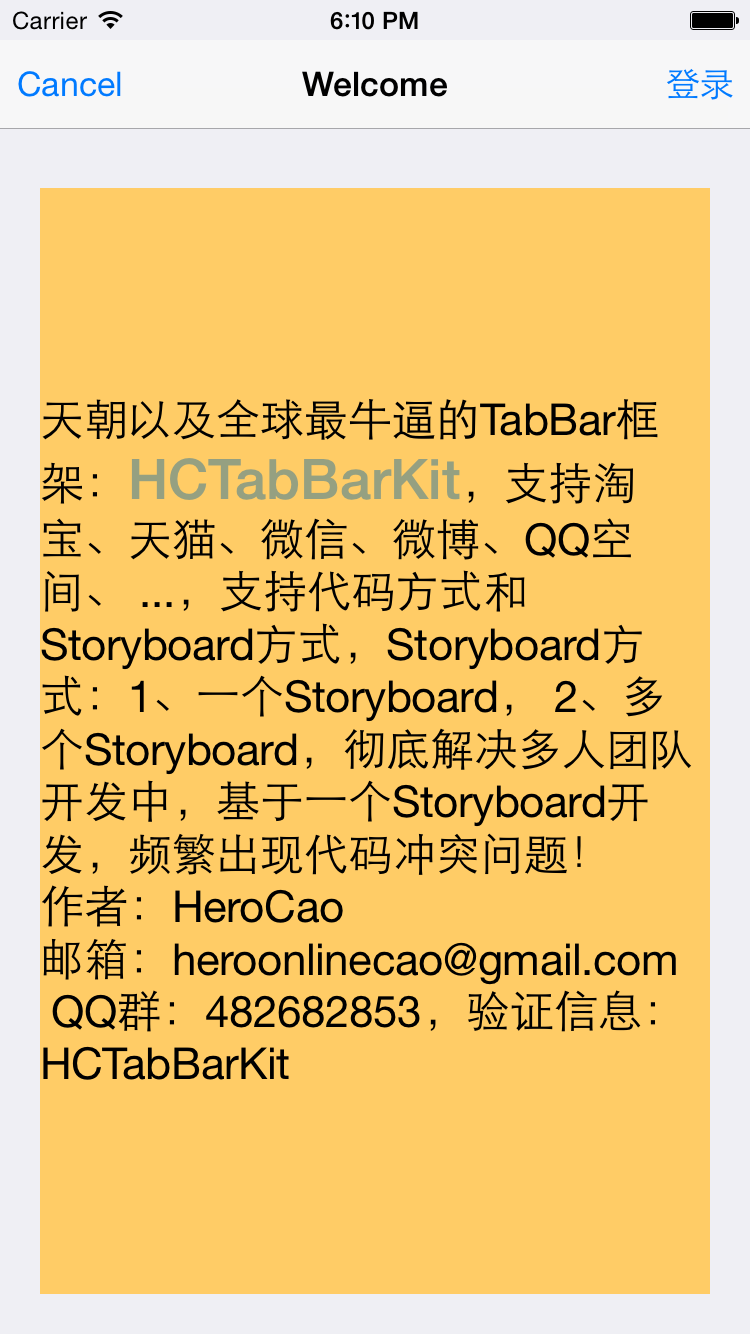 Carrier 6:10 PM
Cancel Welcome 登录
天朝以及全球最牛逼的TabBar框
架：HCTabBarKit，支持淘
宝、天猫、微信、微博、QQ空
间、 ...，支持代码方式和
Storyboard方式，Storyboard方
式：1、一个Storyboard， 2、多
个Storyboard，彻底解决多人团队
开发中，基于一个Storyboard开
发，频繁出现代码冲突问题！
作者：HeroCao
邮箱：heroonlinecao@gmail.com
QQ群：482682853，验证信息：
HCTabBarKit